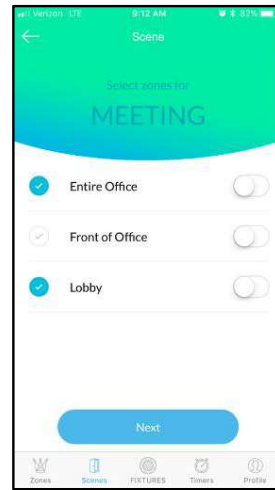 Verizon LTE 9:12 AM 82%
Scene
Select zones for
MEETING
Entire Office
Front of Office
Lobby
Next
Zones Scenes FIXTURES Timers Profile